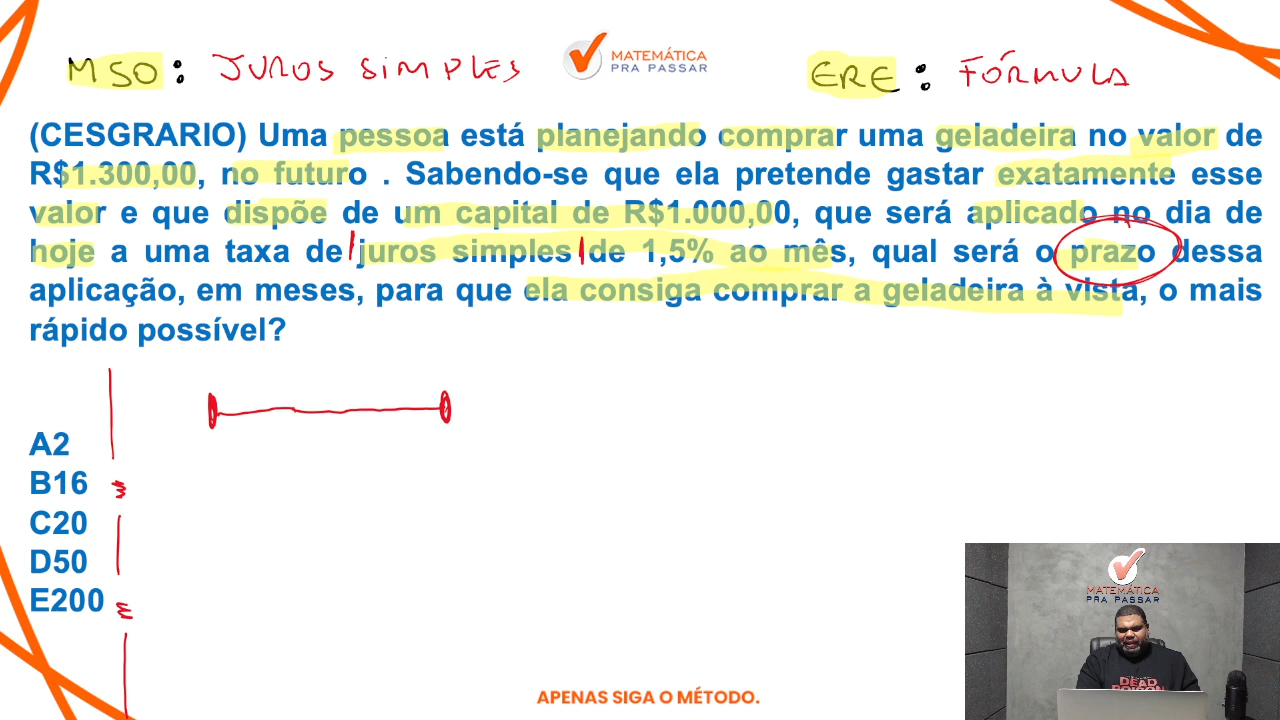 MSO: JUROS SIMPLES
MATEMÁTICA
PRA PASSAR
ERE: FÓRMULA
(CESGRARIO) Uma pessoa está planejando comprar uma geladeira no valor de
R$1.300,00, no futuro . Sabendo-se que ela pretende gastar exatamente esse
valor e que dispõe de um capital de R$1.000,00, que será aplicado no dia de
hoje a uma taxa de juros simples de 1,5% ao mês, qual será o prazo dessa
aplicação, em meses, para que ela consiga comprar a geladeira à vista, o mais
rápido possível?
A2
B16
C20
D50
E200
MATEMÁTICA
PRA PASSAR
DEAD
POISON
APENAS SIGA O MÉTODO.